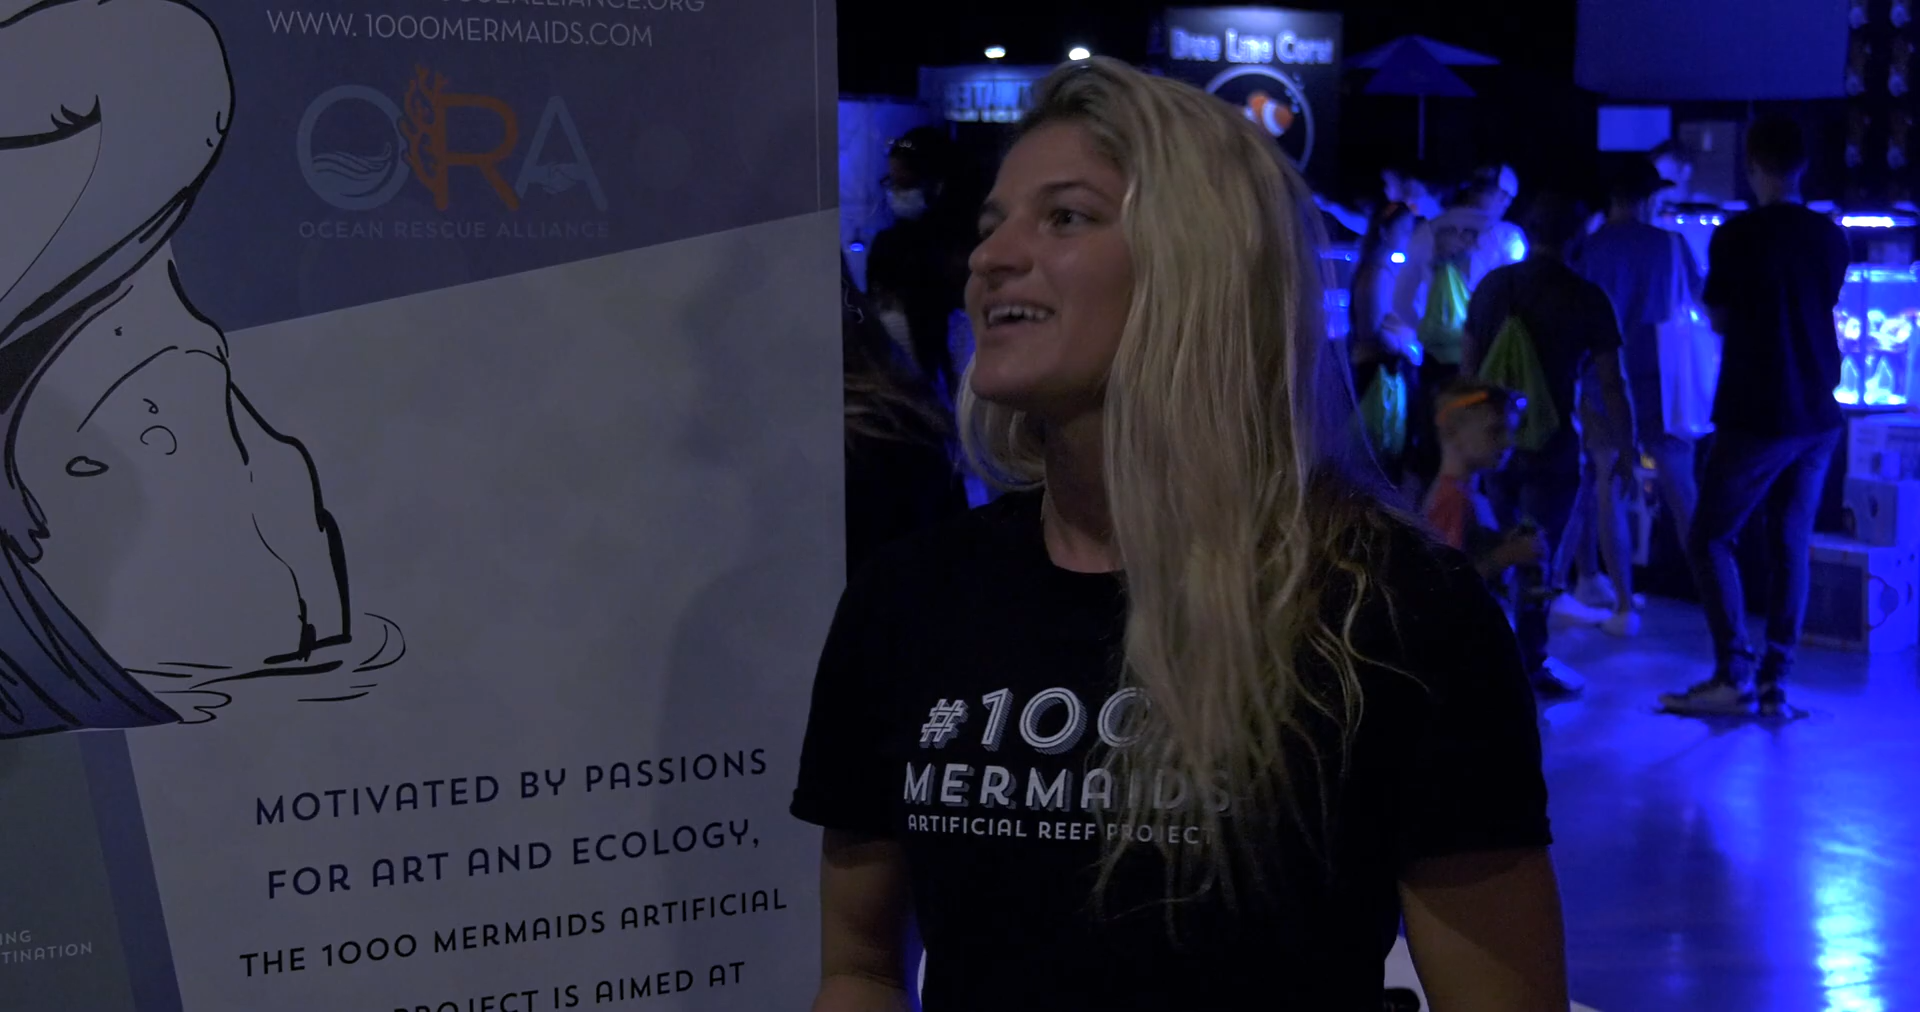 WWW.1000MERMAIDS.COM
ORA
OCEAN RESCUE ALLIANCE
MOTIVATED BY PASSIONS
FOR ART AND ECOLOGY,
THE 1000 MERMAIDS ARTIFICIAL
PROJECT IS AIMED AT
#100
MERMAIDS
ARTIFICIAL REEF PROJECT